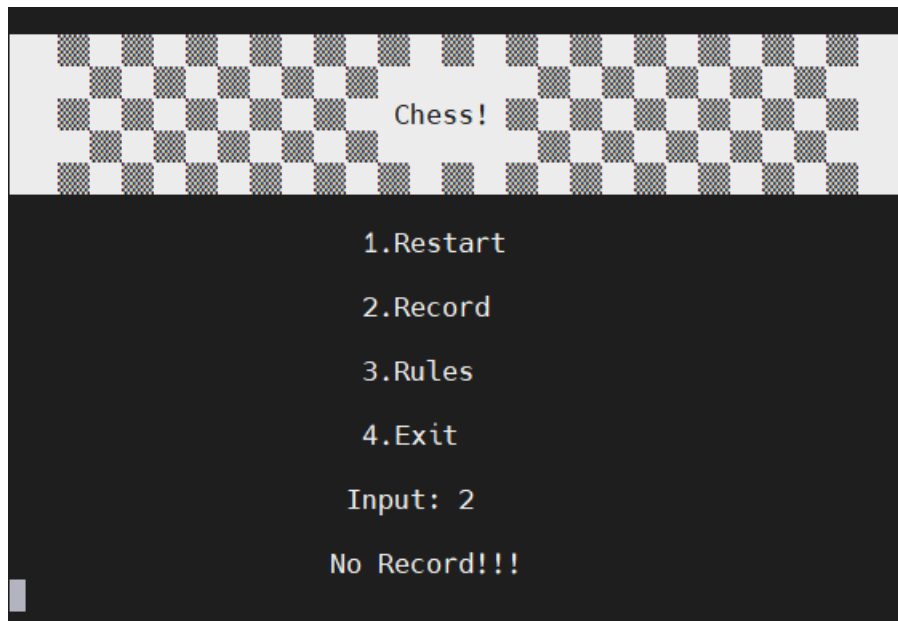 Chess!
1.Restart
2.Record
3.Rules
4.Exit
Input: 2
No Record!!!